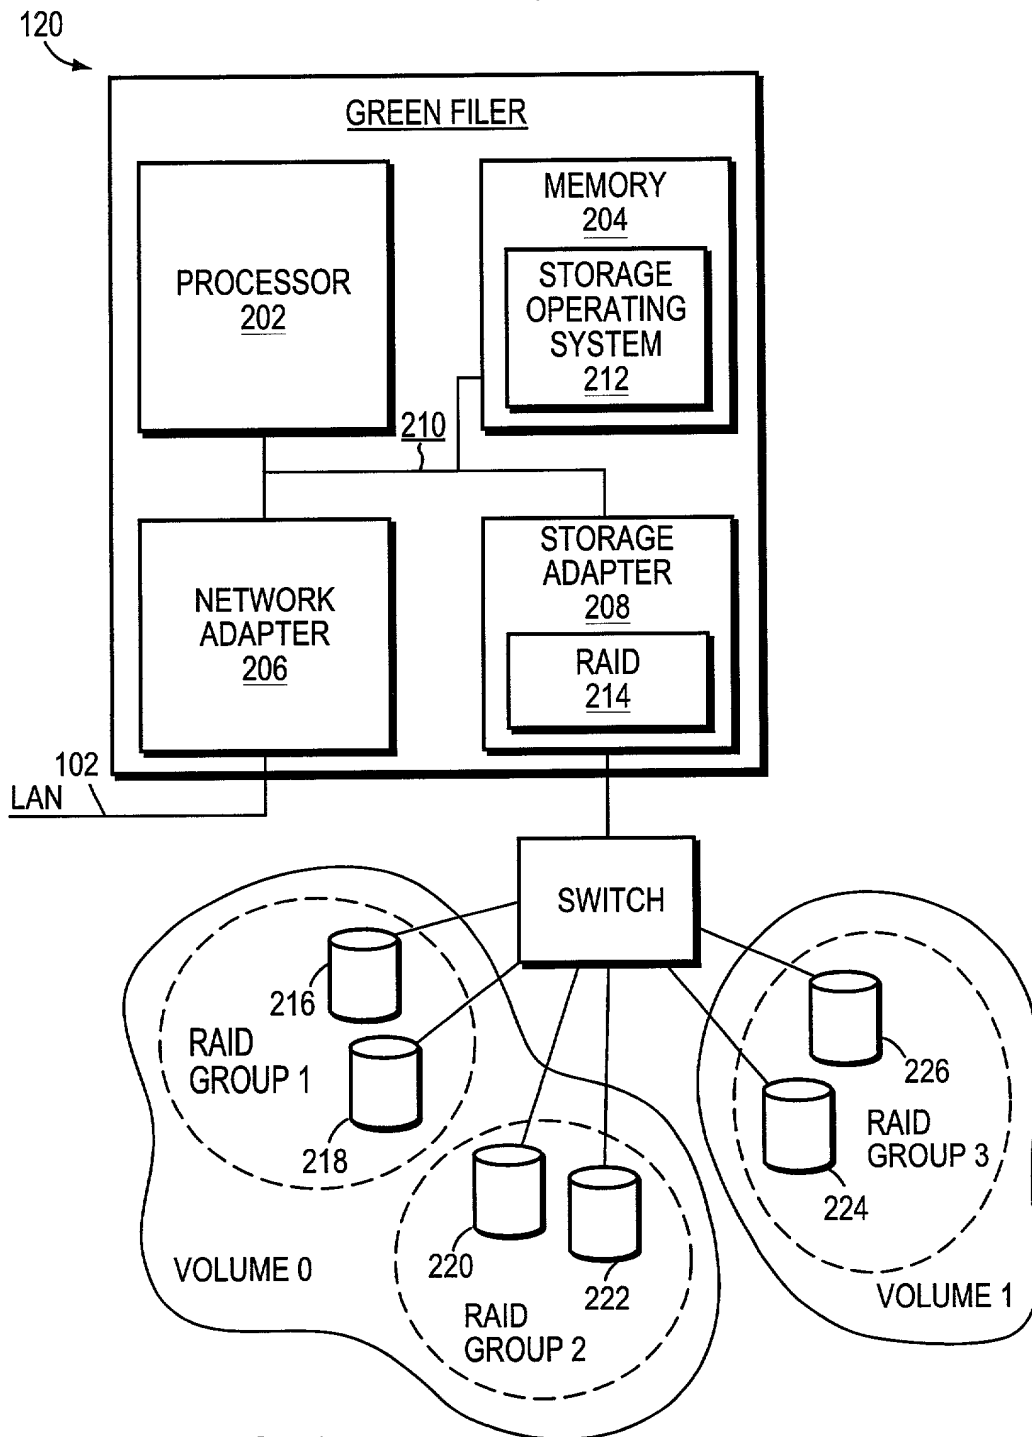 120
GREEN FILER
PROCESSOR
202
MEMORY
204
STORAGE
OPERATING
SYSTEM
212
210
NETWORK
ADAPTER
206
STORAGE
ADAPTER
208
RAID
214
102
LAN
SWITCH
216
RAID
GROUP 1
218
220
222
RAID
GROUP 2
VOLUME 0
226
RAID
GROUP 3
224
VOLUME 1